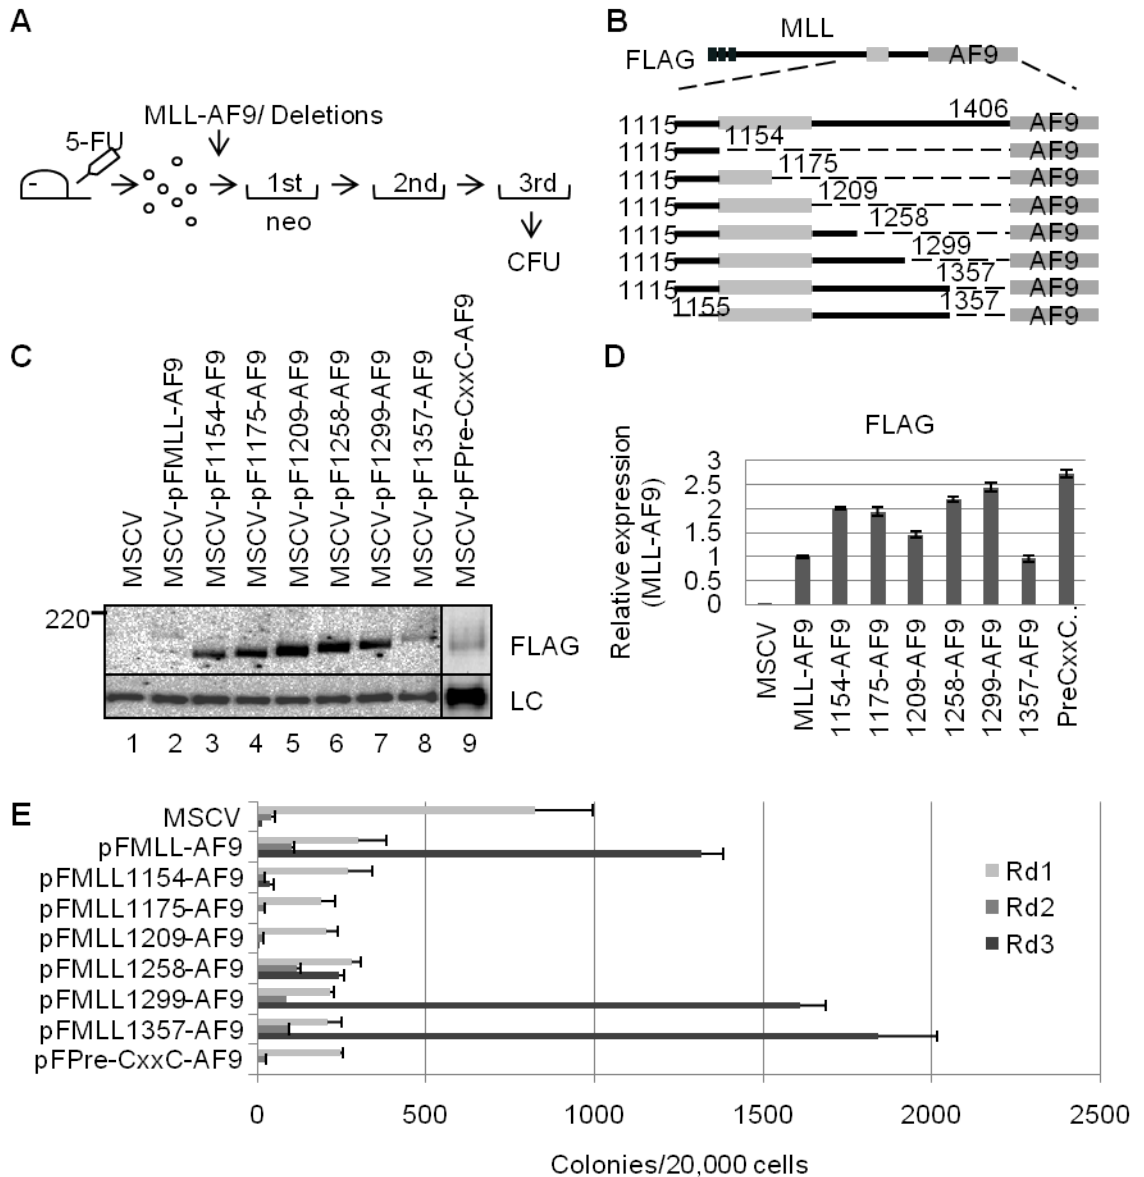 A
MLL-AF9/ Deletions
5-FU
1st
2nd
3rd
neo
CFU
B
MLL
FLAG
AF9
1115
1406
AF9
1115
1154
AF9
1115
1175
AF9
1115
1209
AF9
1115
1258
AF9
1115
1299
AF9
1115
1357
AF9
1155
1357
AF9
C
MSCV
MSCV-pFMLL-AF9
MSCV-pF1154-AF9
MSCV-pF1175-AF9
MSCV-pF1209-AF9
MSCV-pF1258-AF9
MSCV-pF1299-AF9
MSCV-pF1357-AF9
MSCV-pFPre-CxxC-AF9
220
FLAG
LC
1 2 3 4 5 6 7 8 9
D
FLAG
Relative expression
(MLL-AF9)
3
2.5
2
1.5
1
0.5
0
MSCV
MLL-AF9
1154-AF9
1175-AF9
1209-AF9
1258-AF9
1299-AF9
1357-AF9
PreCxxC..
E
MSCV
pFMLL-AF9
pFMLL1154-AF9
pFMLL1175-AF9
pFMLL1209-AF9
pFMLL1258-AF9
pFMLL1299-AF9
pFMLL1357-AF9
pFPre-CxxC-AF9
Rd1
Rd2
Rd3
0 500 1000 1500 2000 2500
Colonies/20,000 cells